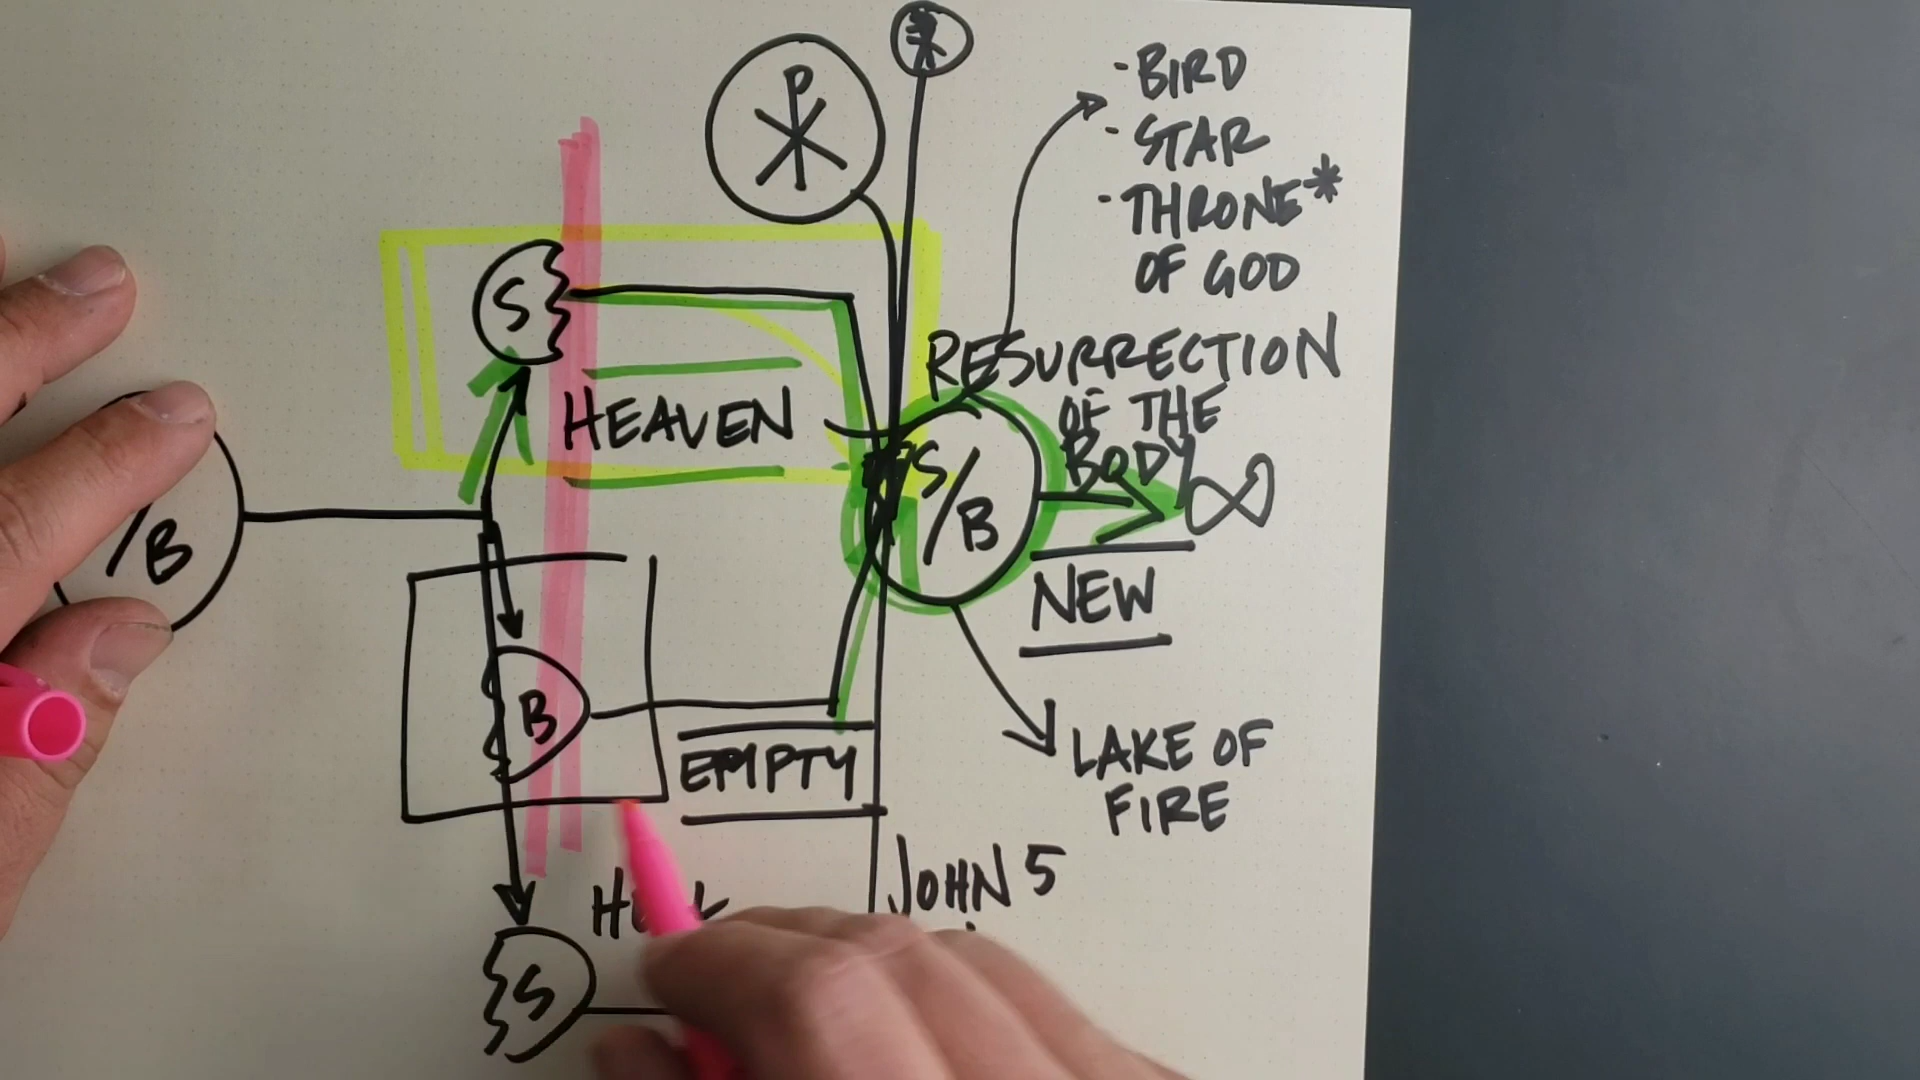 - BIRD
- STAR
- THRONE*
OF GOD
P
S
HEAVEN
RESURRECTION
OF THE
BODY
S/B
∞
/B
NEW
B
EMPTY
LAKE OF
FIRE
JOHN 5
S